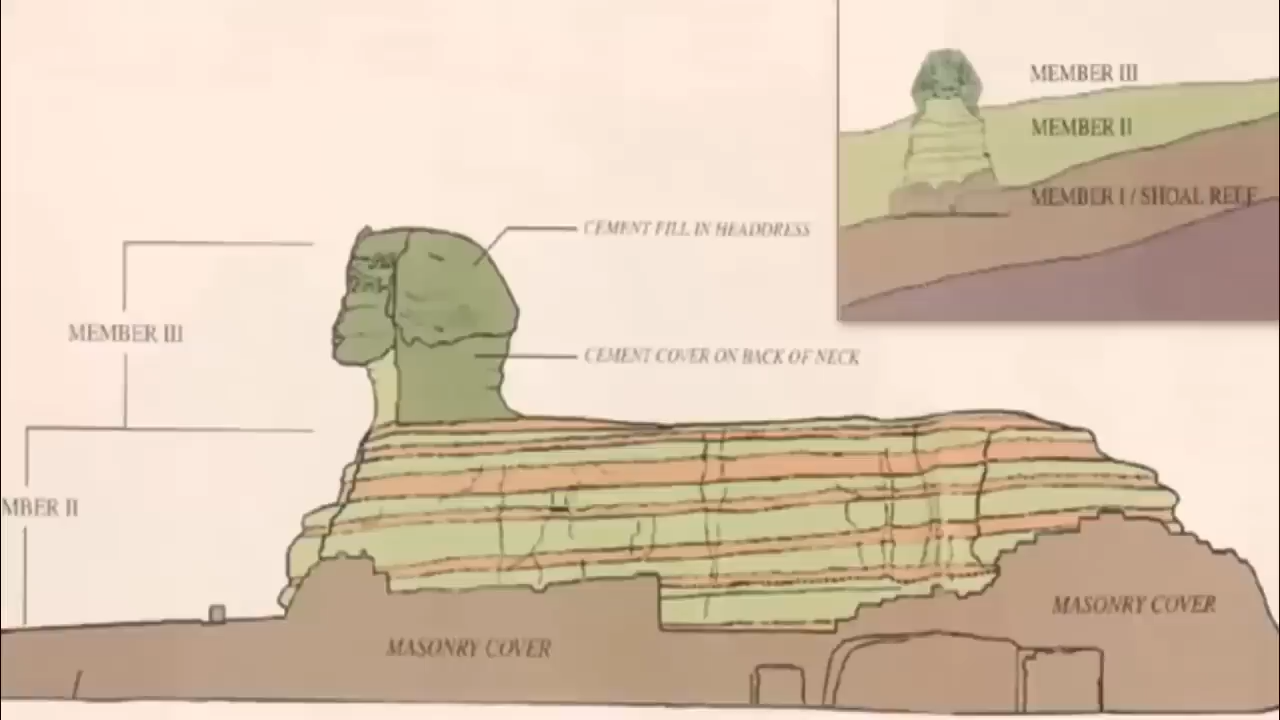 MEMBER III
MEMBER II
MEMBER I / SHOAL REEF
CEMENT FILL IN HEADDRESS
MEMBER III
CEMENT COVER ON BACK OF NECK
MBER II
MASONRY COVER
MASONRY COVER